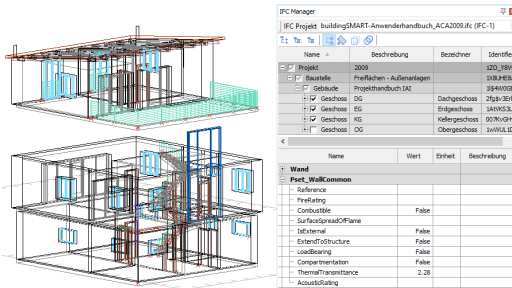 IFC Manager
IFC Projekt buildingSMART-Anwenderhandbuch_ACA2009.ifc (IFC-1)
Name Beschreibung Bezeichner Identifie
Projekt 2009
Baustelle Freiflächen - Außenanlagen
Gebäude Projekthandbuch IAI
Geschoss DG Dachgeschoss
Geschoss EG Erdgeschoss
Geschoss KG Kellergeschoss
Geschoss OG Obergeschoss
Name Wert Einheit Beschreibung
Wand
Pset_WallCommon
Reference
FireRating
Combustible False
SurfaceSpreadOfFlame
IsExternal False
ExtendToStructure False
LoadBearing False
Compartmentation False
ThermalTransmittance 2.28
AcousticRating